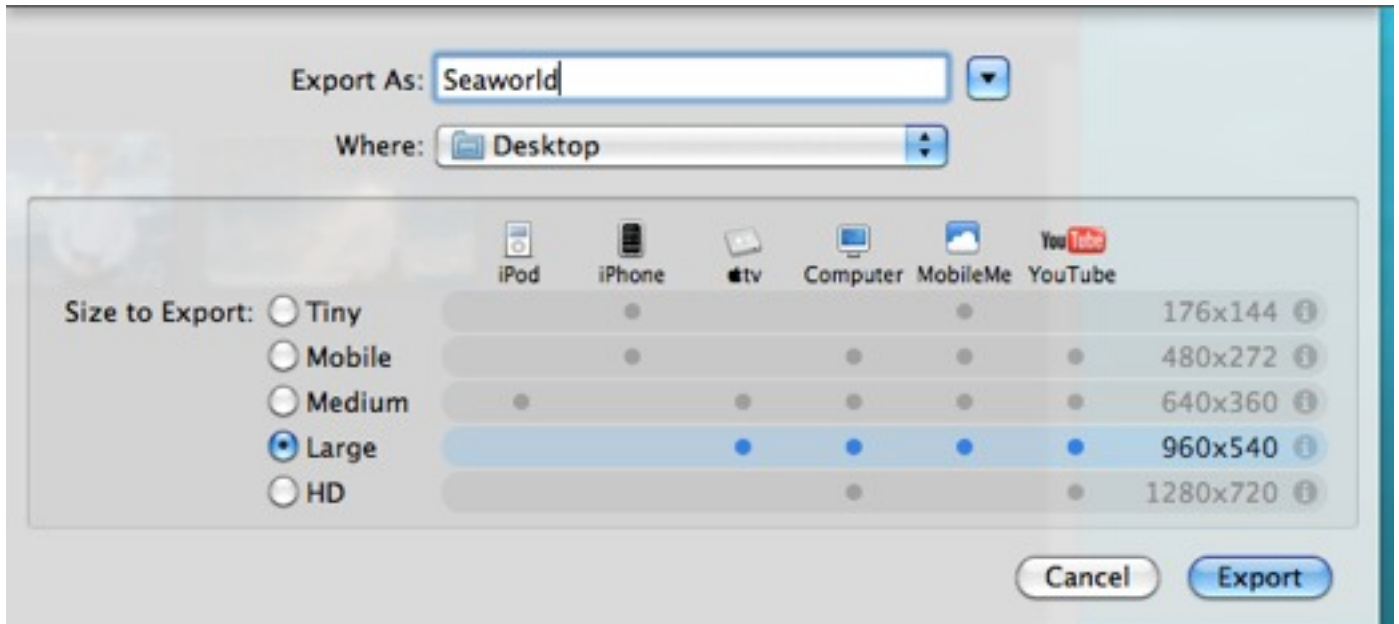 Export As: Seaworld
Where: Desktop
You Tube
iPod iPhone tv Computer MobileMe YouTube
Size to Export: Tiny 176x144
Mobile 480x272
Medium 640x360
Large 960x540
HD 1280x720
Cancel Export